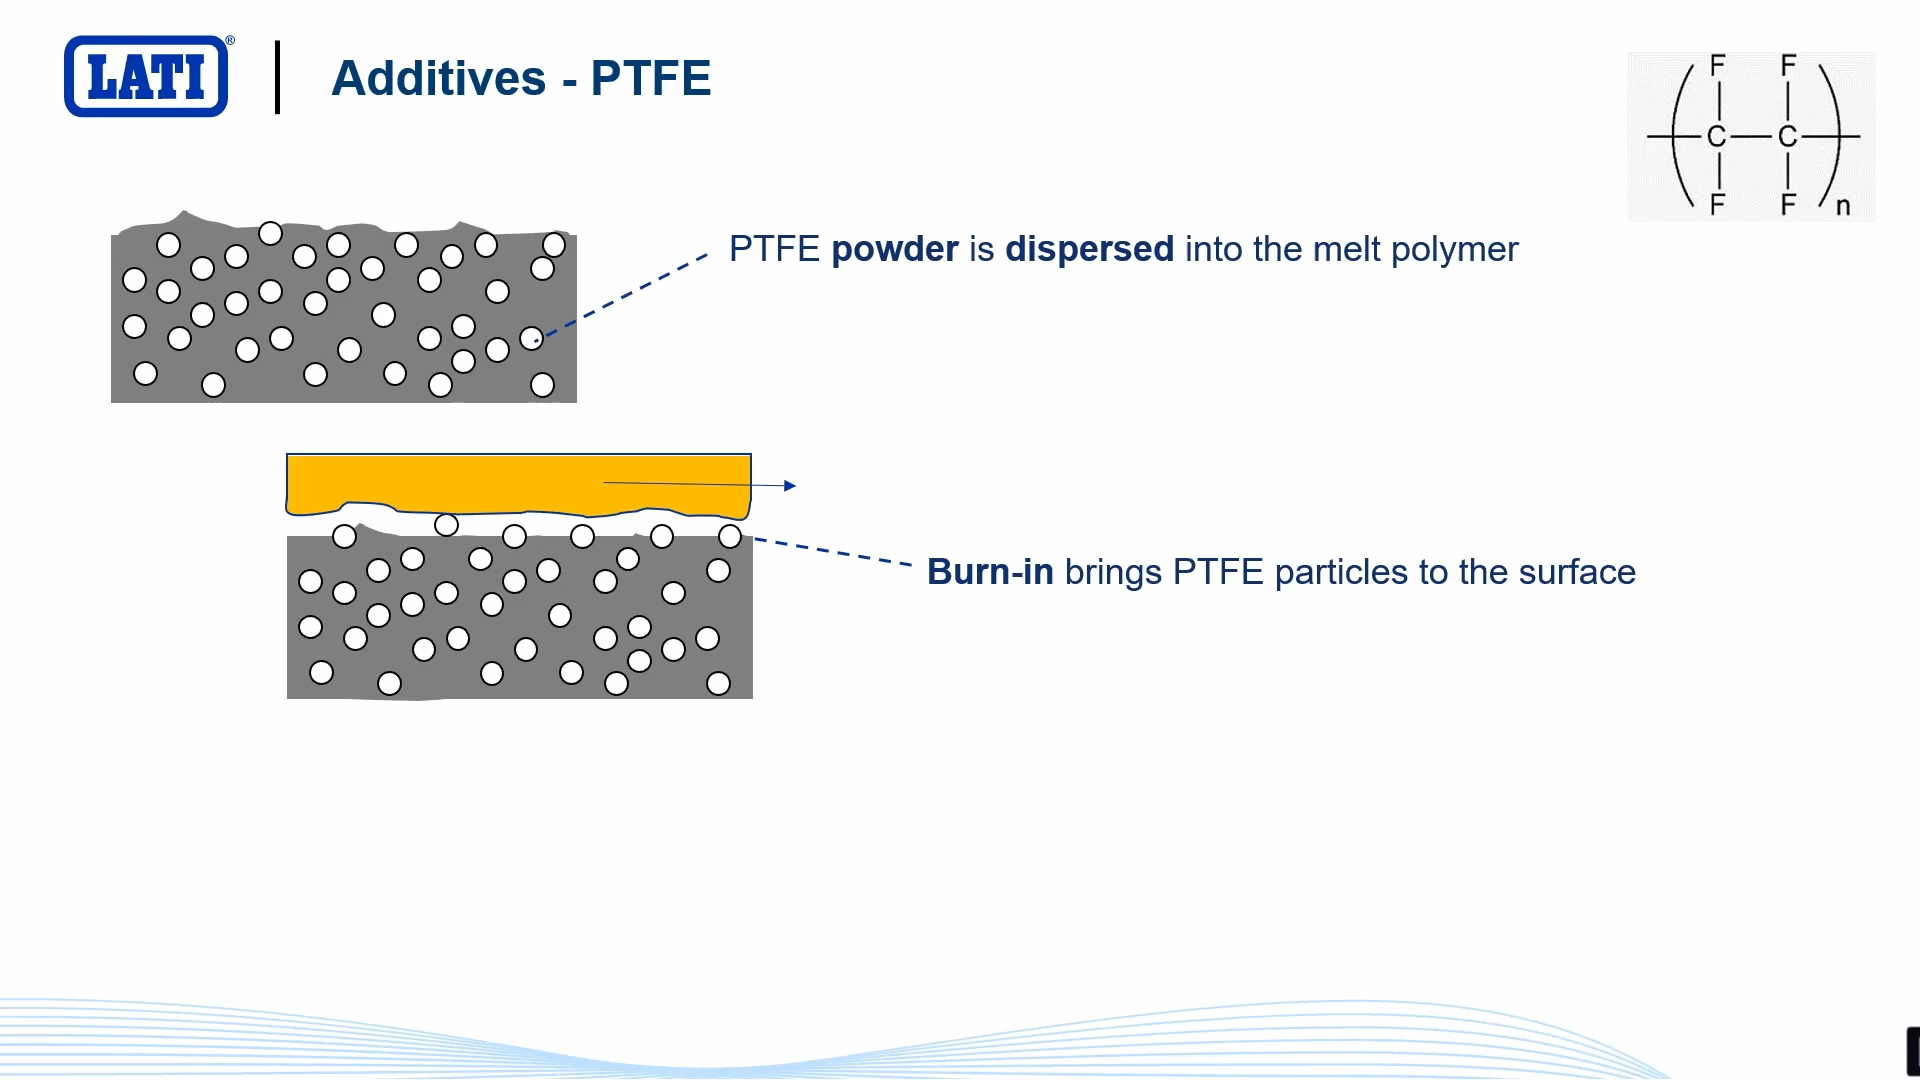 LATI®
Additives - PTFE
F F
C C
F F n
PTFE powder is dispersed into the melt polymer
Burn-in brings PTFE particles to the surface